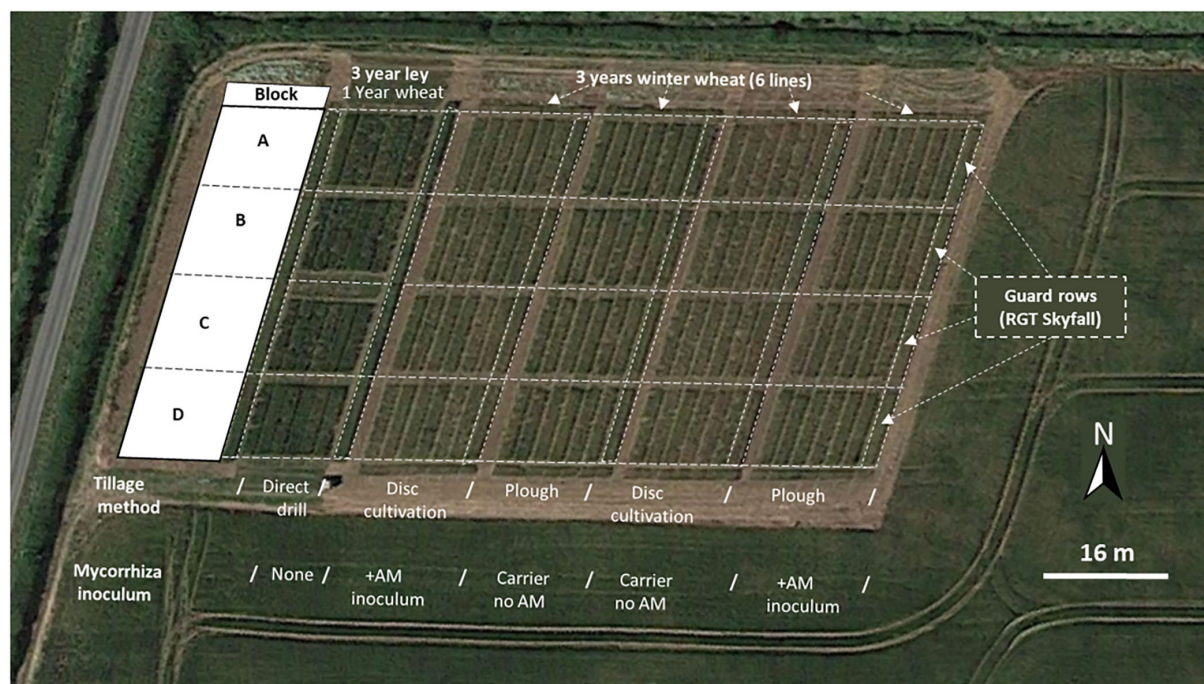 3 year ley
1 Year wheat
3 years winter wheat (6 lines)
Block
A
B
C
D
Guard rows
(RGT Skyfall)
N
16 m
Tillage
method
/ Direct
drill /
Disc
cultivation /
Plough /
Disc
cultivation /
Plough /
Mycorrhiza
inoculum
/ None /
+AM
inoculum /
Carrier
no AM /
Carrier
no AM /
+AM
inoculum /